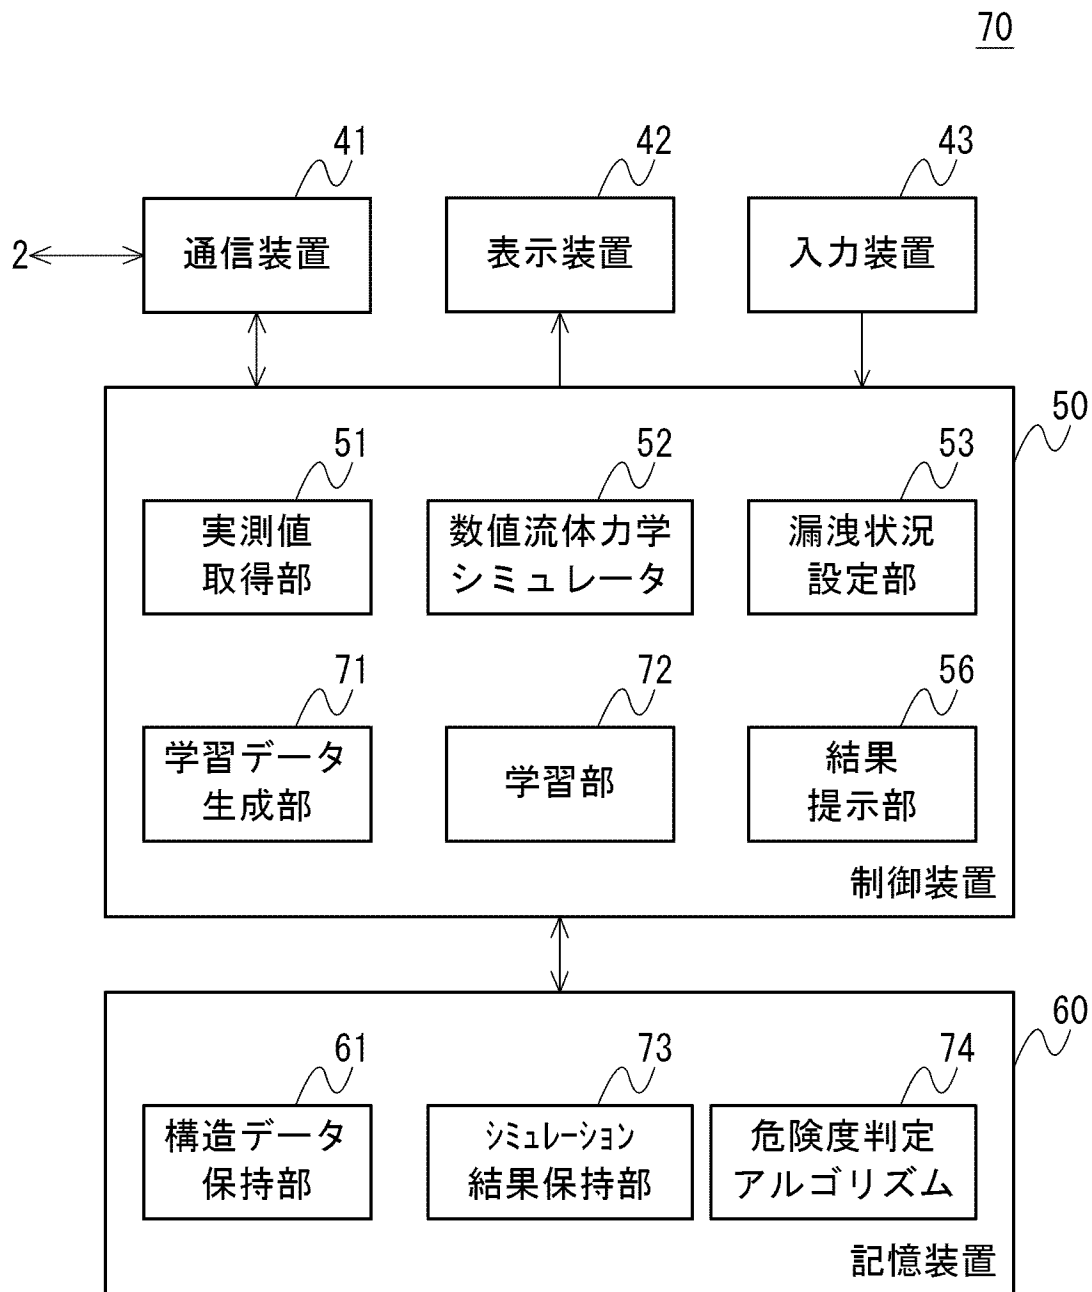 70
41
42
43
2
通信装置
表示装置
入力装置
50
51
52
53
実測値
取得部
数値流体力学
シミュレータ
漏洩状況
設定部
71
72
56
学習データ
生成部
学習部
結果
提示部
制御装置
60
61
73
74
構造データ
保持部
ｼﾐｭﾚｰｼｮﾝ
結果保持部
危険度判定
アルゴリズム
記憶装置